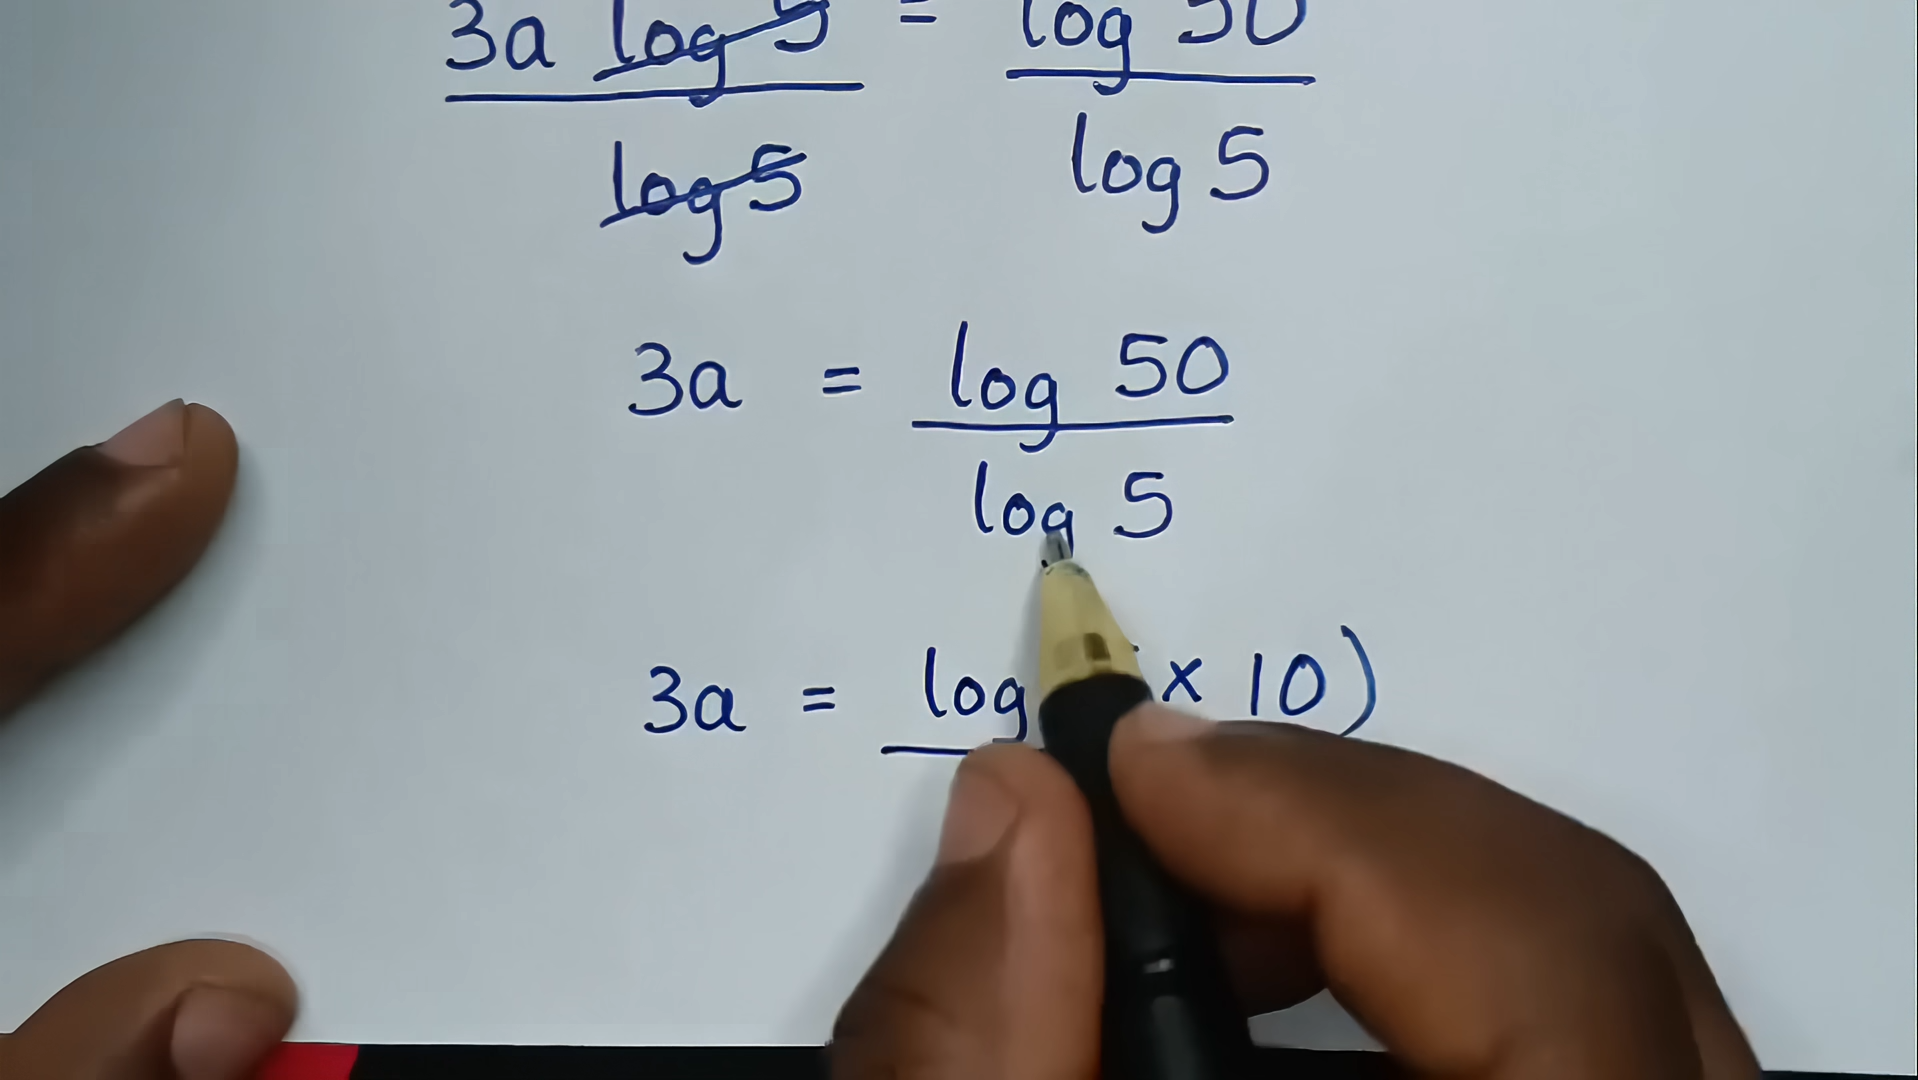 3a log 5 = log 50
log 5 log 5
3a = log 50
log 5
3a = log × 10)